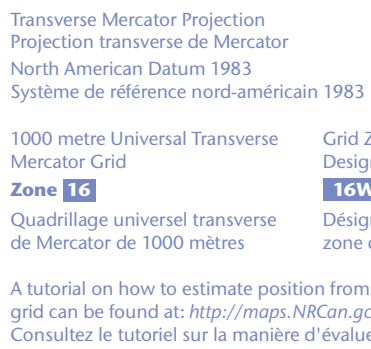 Transverse Mercator Projection
Projection transverse de Mercator
North American Datum 1983
Système de référence nord-américain 1983
1000 metre Universal Transverse
Mercator Grid
Zone 16
Quadrillage universel transverse
de Mercator de 1000 mètres
Grid
16W
zone
A tutorial on how to estimate position from
grid can be found at: http://maps.NRCan.gc
Consultez le tutoriel sur la manière d'évalue